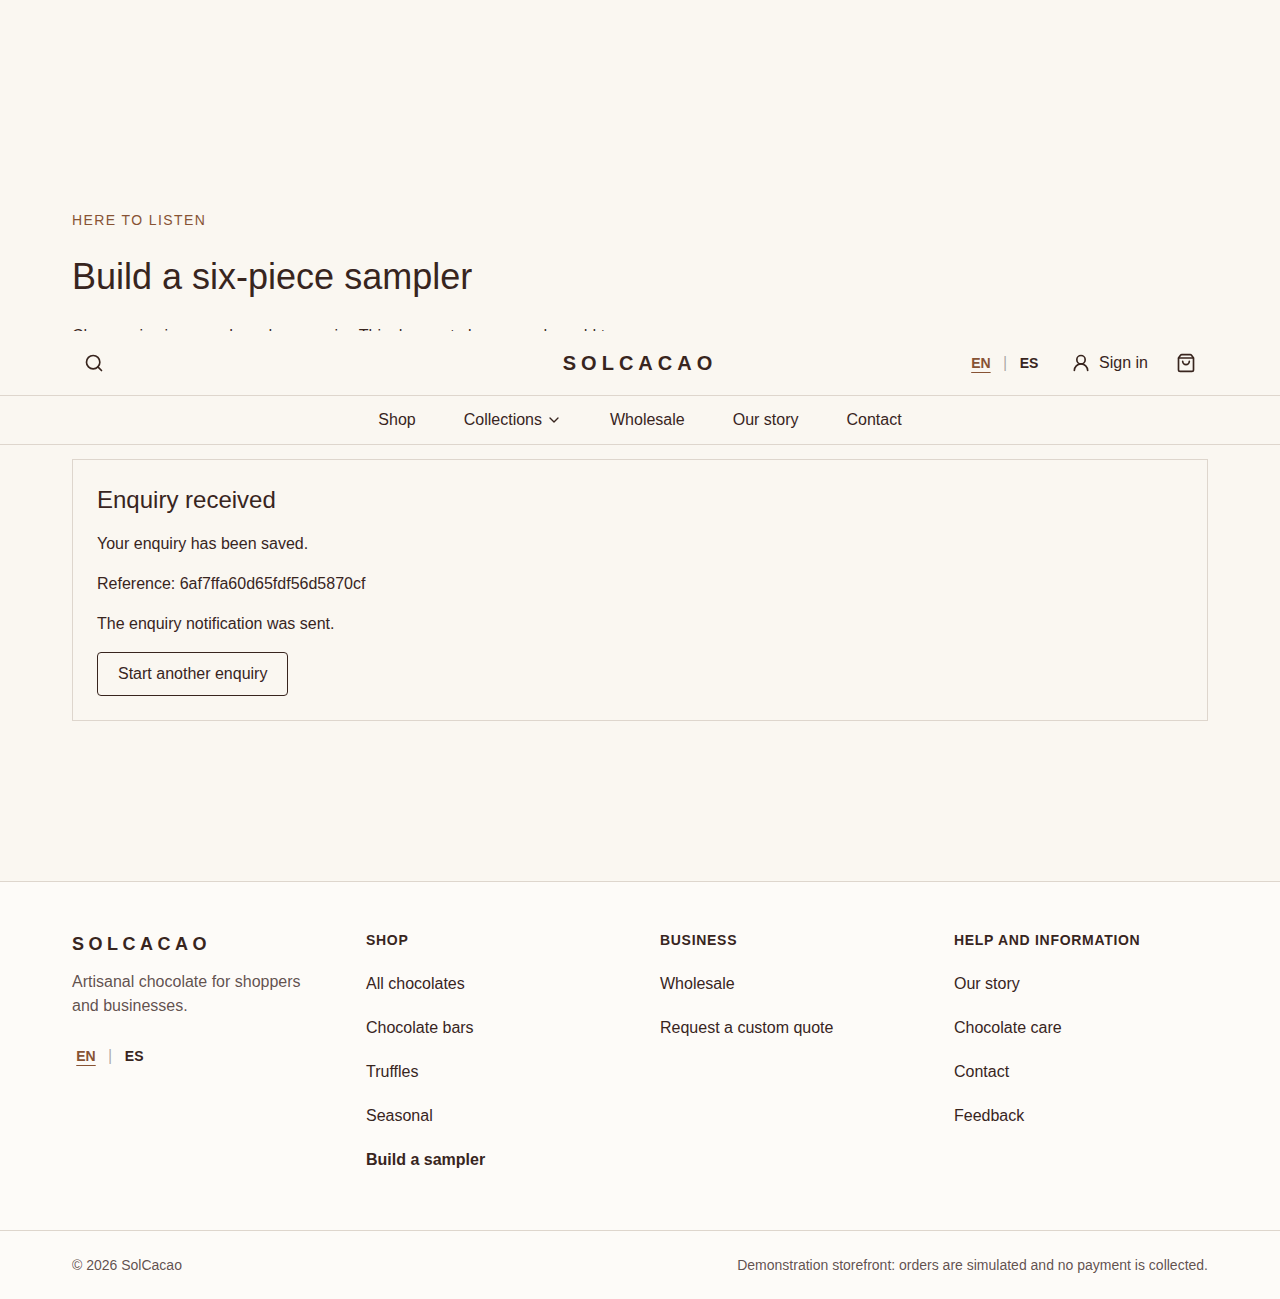 HERE TO LISTEN
Build a six-piece sampler
SOLCACAO
EN | ES
Sign in
Shop
Collections
Wholesale
Our story
Contact
Enquiry received
Your enquiry has been saved.
Reference: 6af7ffa60d65fdf56d5870cf
The enquiry notification was sent.
Start another enquiry
SOLCACAO
Artisanal chocolate for shoppers
and businesses.
EN | ES
SHOP
All chocolates
Chocolate bars
Truffles
Seasonal
Build a sampler
BUSINESS
Wholesale
Request a custom quote
HELP AND INFORMATION
Our story
Chocolate care
Contact
Feedback
© 2026 SolCacao
Demonstration storefront: orders are simulated and no payment is collected.